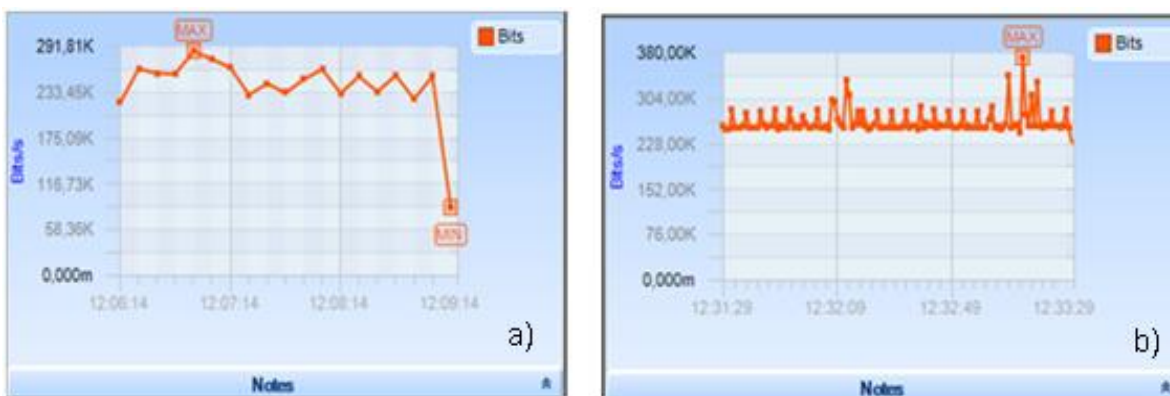 MAX
Bits
291,81K
233,45K
175,09K
116,73K
58,36K
0,000m
Bits/s
MIN
12:06:14
12:07:14
12:08:14
12:09:14
a)
Notes
MAX
Bits
380,00K
304,00K
228,00K
152,00K
76,00K
0,000m
Bits/s
12:31:29
12:32:09
12:32:49
12:33:29
b)
Notes